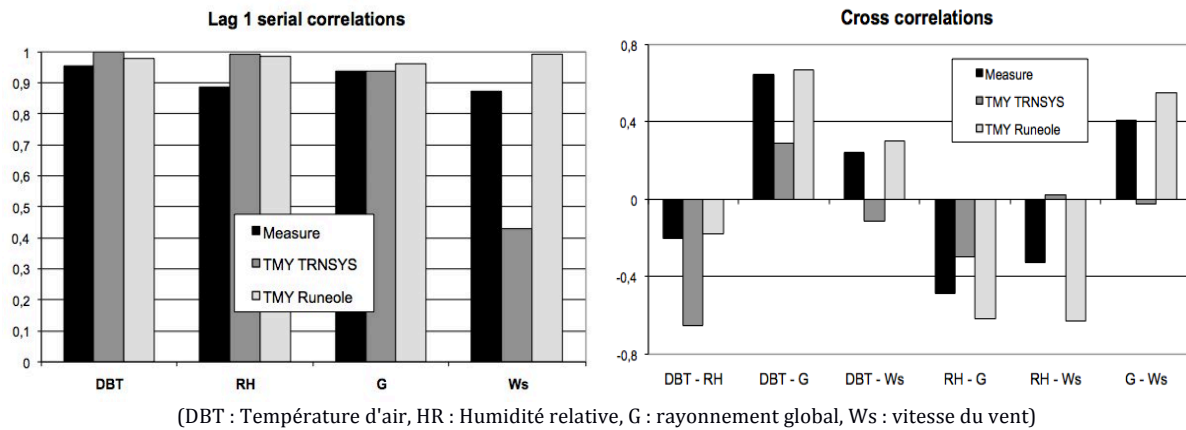 Lag 1 serial correlations
1
0,9
0,8
0,7
0,6
0,5
0,4
0,3
0,2
0,1
0
Measure
TMY TRNSYS
TMY Runeole
DBT RH G Ws
Cross correlations
0,8
0,4
0
-0,4
-0,8
Measure
TMY TRNSYS
TMY Runeole
DBT - RH DBT - G DBT - Ws RH - G RH - Ws G - Ws
(DBT : Température d'air, HR : Humidité relative, G : rayonnement global, Ws : vitesse du vent)